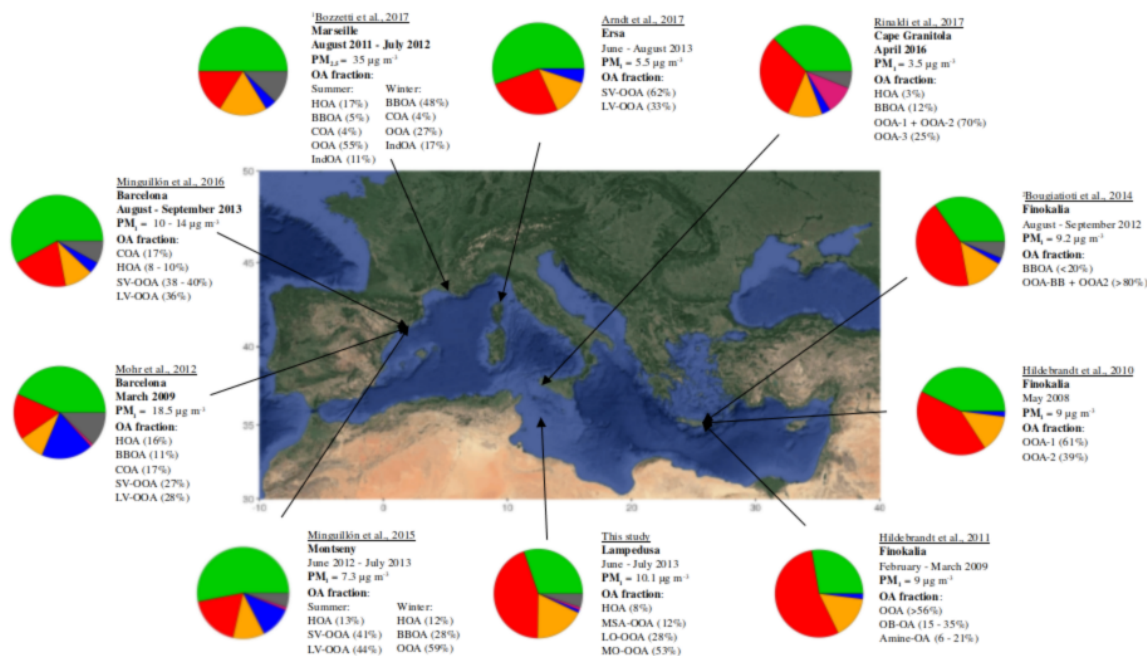 ¹Bozzetti et al., 2017
Marseille
August 2011 - July 2012
PM₂.₅ = 35 µg m⁻³
OA fraction:
Summer: Winter:
HOA (17%) BBOA (48%)
BBOA (5%) COA (4%)
COA (4%) OOA (27%)
OOA (55%) IndOA (17%)
IndOA (11%)
Arndt et al., 2017
Ersa
June - August 2013
PM₁ = 5.5 µg m⁻³
OA fraction:
SV-OOA (62%)
LV-OOA (33%)
Rinaldi et al., 2017
Cape Granitola
April 2016
PM₁ = 3.5 µg m⁻³
OA fraction:
HOA (3%)
BBOA (12%)
OOA-1 + OOA-2 (70%)
OOA-3 (25%)
Minguillón et al., 2016
Barcelona
August - September 2013
PM₁ = 10 - 14 µg m⁻³
OA fraction:
COA (17%)
HOA (8 - 10%)
SV-OOA (38 - 40%)
LV-OOA (36%)
²Bougiatioti et al., 2014
Finokalia
August - September 2012
PM₁ = 9.2 µg m⁻³
OA fraction:
BBOA (<20%)
OOA-BB + OOA2 (>80%)
Mohr et al., 2012
Barcelona
March 2009
PM₁ = 18.5 µg m⁻³
OA fraction:
HOA (16%)
BBOA (11%)
COA (17%)
SV-OOA (27%)
LV-OOA (28%)
Hildebrandt et al., 2010
Finokalia
May 2008
PM₁ = 9 µg m⁻³
OA fraction:
OOA-1 (61%)
OOA-2 (39%)
50
45
40
35
30
-10 0 10 20 30 40
Minguillón et al., 2015
Montseny
June 2012 - July 2013
PM₁ = 7.3 µg m⁻³
OA fraction:
Summer: Winter:
HOA (13%) HOA (12%)
SV-OOA (41%) BBOA (28%)
LV-OOA (44%) OOA (59%)
This study
Lampedusa
June - July 2013
PM₁ = 10.1 µg m⁻³
OA fraction:
HOA (8%)
MSA-OOA (12%)
LO-OOA (28%)
MO-OOA (53%)
Hildebrandt et al., 2011
Finokalia
February - March 2009
PM₁ = 9 µg m⁻³
OA fraction:
OOA (>56%)
OB-OA (15 - 35%)
Amine-OA (6 - 21%)